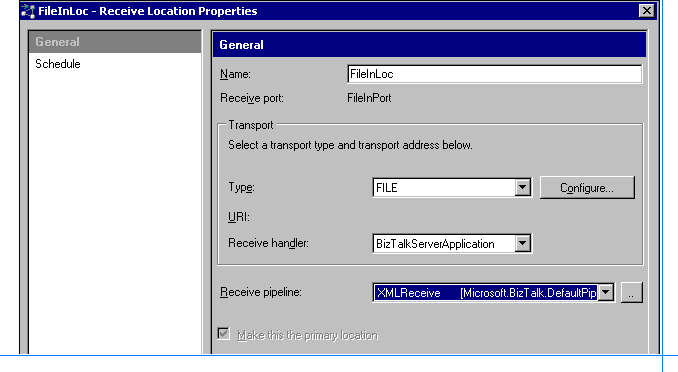 FileInLoc - Receive Location Properties
General
Schedule
General
Name: FileInLoc
Receive port: FileInPort
Transport
Select a transport type and transport address below.
Type: FILE Configure...
URI:
Receive handler: BizTalkServerApplication
Receive pipeline: XMLReceive [Microsoft.BizTalk.DefaultPip ..
Make this the primary location